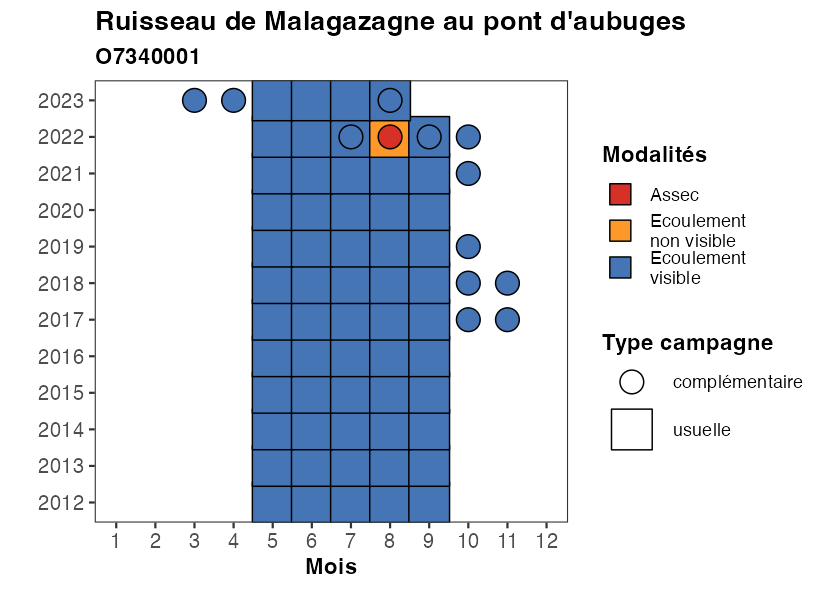 Ruisseau de Malagazagne au pont d'aubuges
O7340001
2023
2022
2021
2020
2019
2018
2017
2016
2015
2014
2013
2012
1 2 3 4 5 6 7 8 9 10 11 12
Mois
Modalités
Assec
Ecoulement
non visible
Ecoulement
visible
Type campagne
complémentaire
usuelle